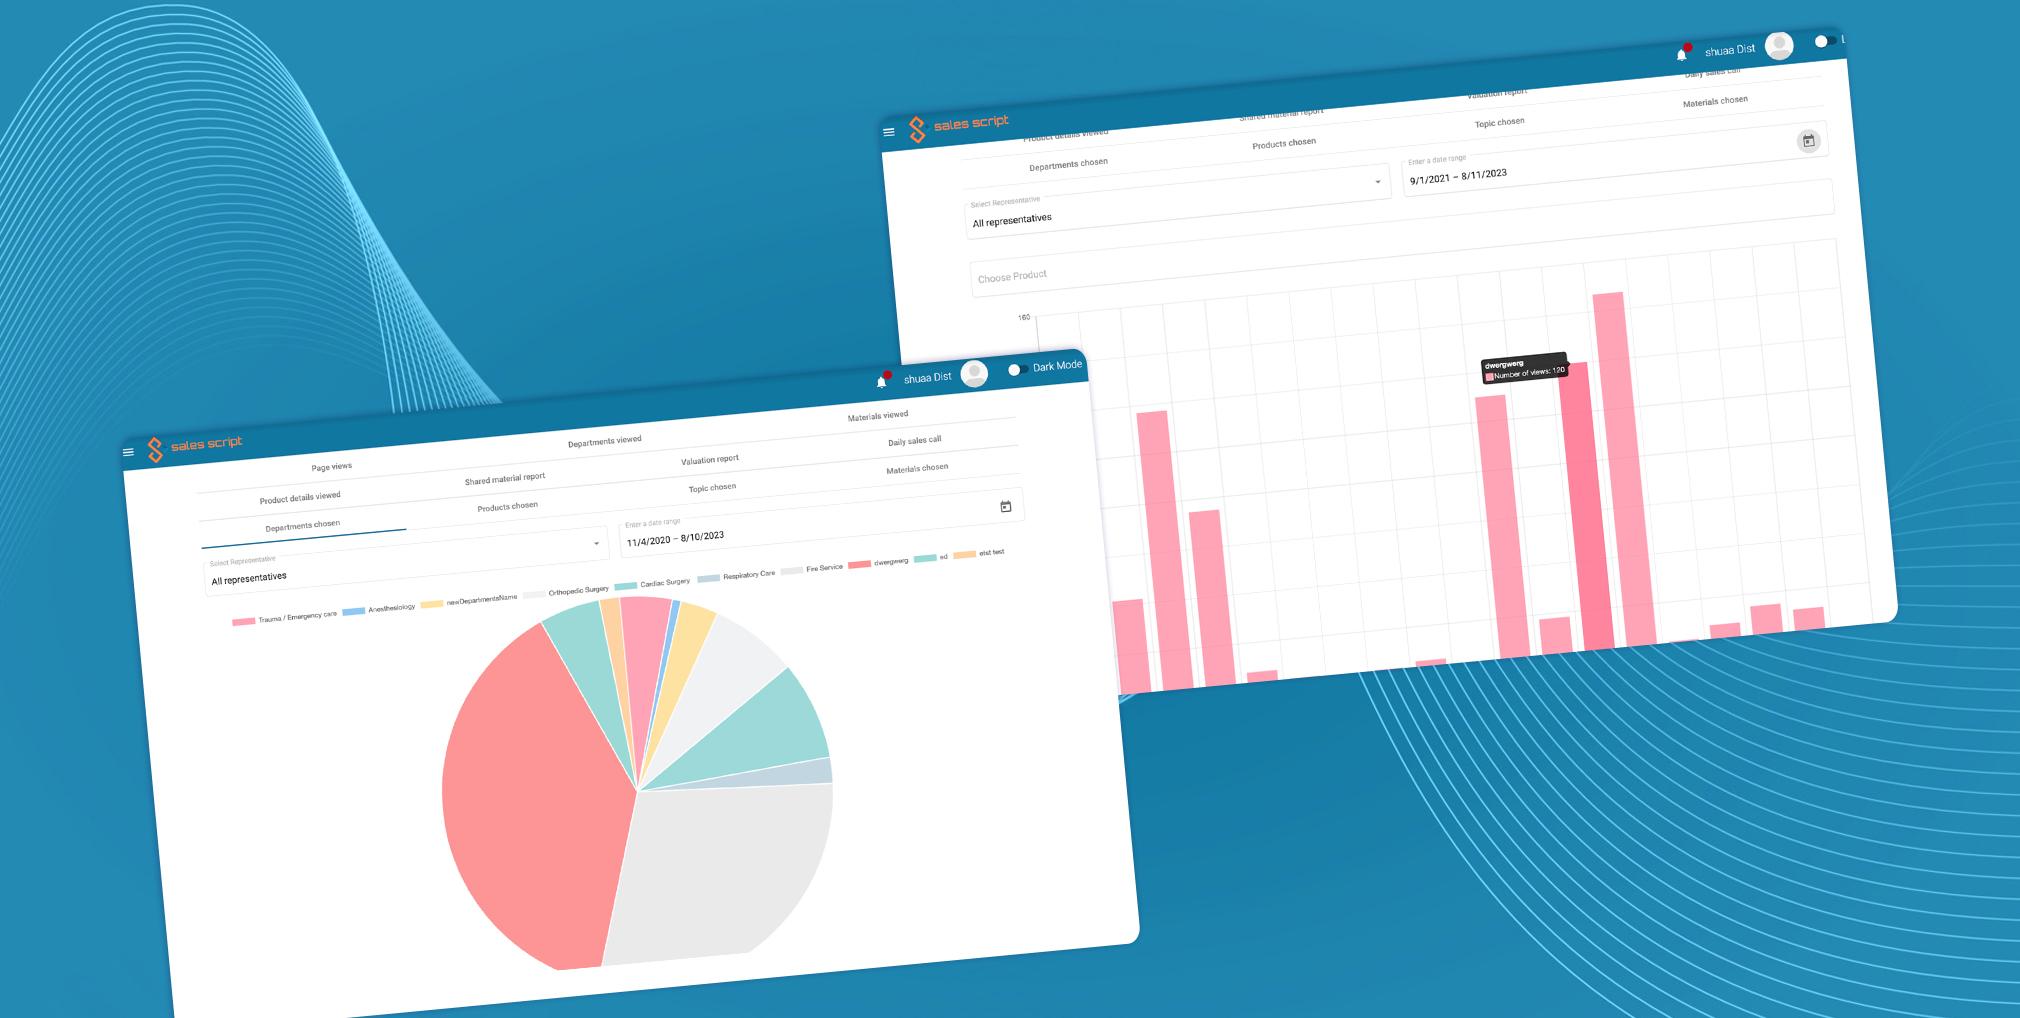 shuaa Dist
sales script
Product details viewed
Shared material report
Valuation report
Daily sales call
Departments chosen
Products chosen
Topic chosen
Materials chosen
Select Representative
All representatives
Enter a date range
9/1/2021 – 8/11/2023
Choose Product
160
dwergwerg
Number of views: 120
shuaa Dist
Dark Mode
sales script
Page views
Departments viewed
Materials viewed
Product details viewed
Shared material report
Valuation report
Daily sales call
Departments chosen
Products chosen
Topic chosen
Materials chosen
Select Representative
All representatives
Enter a date range
11/4/2020 – 8/10/2023
Trauma / Emergency care
Anesthesiology
newDepartmentsName
Orthopedic Surgery
Cardiac Surgery
Respiratory Care
Fire Service
dwergwerg
ed
etst test